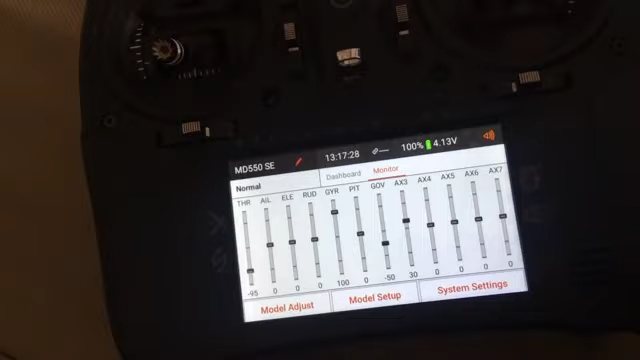 MD550 SE 13:17:28 100% 4.13V
Normal Dashboard Monitor
THR AIL ELE RUD GYR PIT GOV AX3 AX4 AX5 AX6 AX7
-95 0 0 0 100 0 -50 30 0 0 0 0
Model Adjust Model Setup System Settings